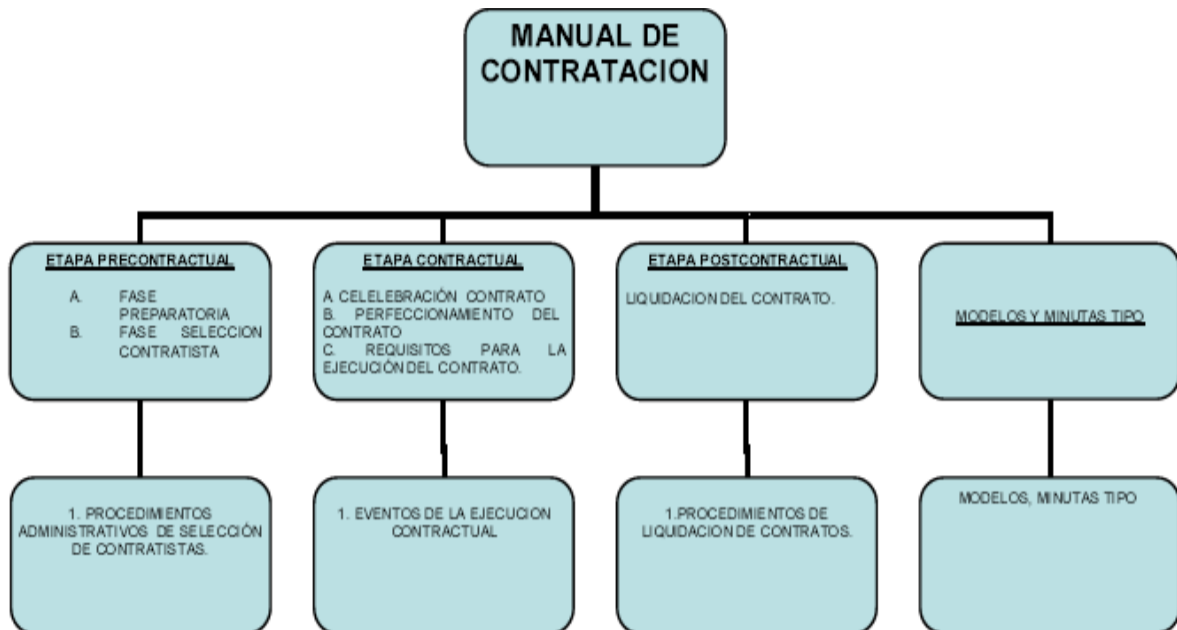 MANUAL DE
CONTRATACION
ETAPA PRECONTRACTUAL
A. FASE
PREPARATORIA
B. FASE SELECCION
CONTRATISTA
ETAPA CONTRACTUAL
A. CELELEBRACIÓN CONTRATO
B. PERFECCIONAMIENTO DEL
CONTRATO
C. REQUISITOS PARA LA
EJECUCIÓN DEL CONTRATO.
ETAPA POSTCONTRACTUAL
LIQUIDACION DEL CONTRATO.
MODELOS Y MINUTAS TIPO
1. PROCEDIMIENTOS
ADMINISTRATIVOS DE SELECCIÓN
DE CONTRATISTAS.
1. EVENTOS DE LA EJECUCION
CONTRACTUAL
1.PROCEDIMIENTOS DE
LIQUIDACION DE CONTRATOS.
MODELOS, MINUTAS TIPO